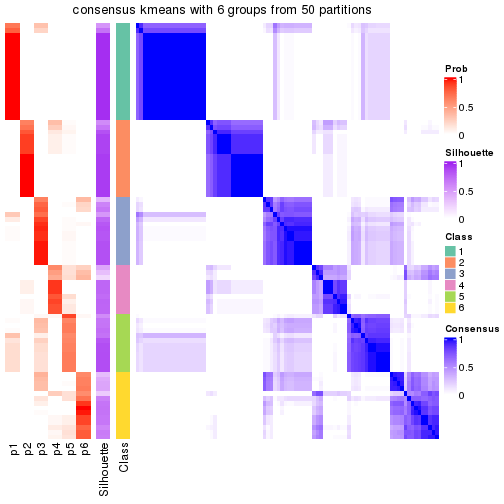 consensus kmeans with 6 groups from 50 partitions
Prob
1
0.5
0
Silhouette
1
0.5
0
Class
1
2
3
4
5
6
Consensus
1
0.5
0
p1
p2
p3
p4
p5
p6
Silhouette
Class